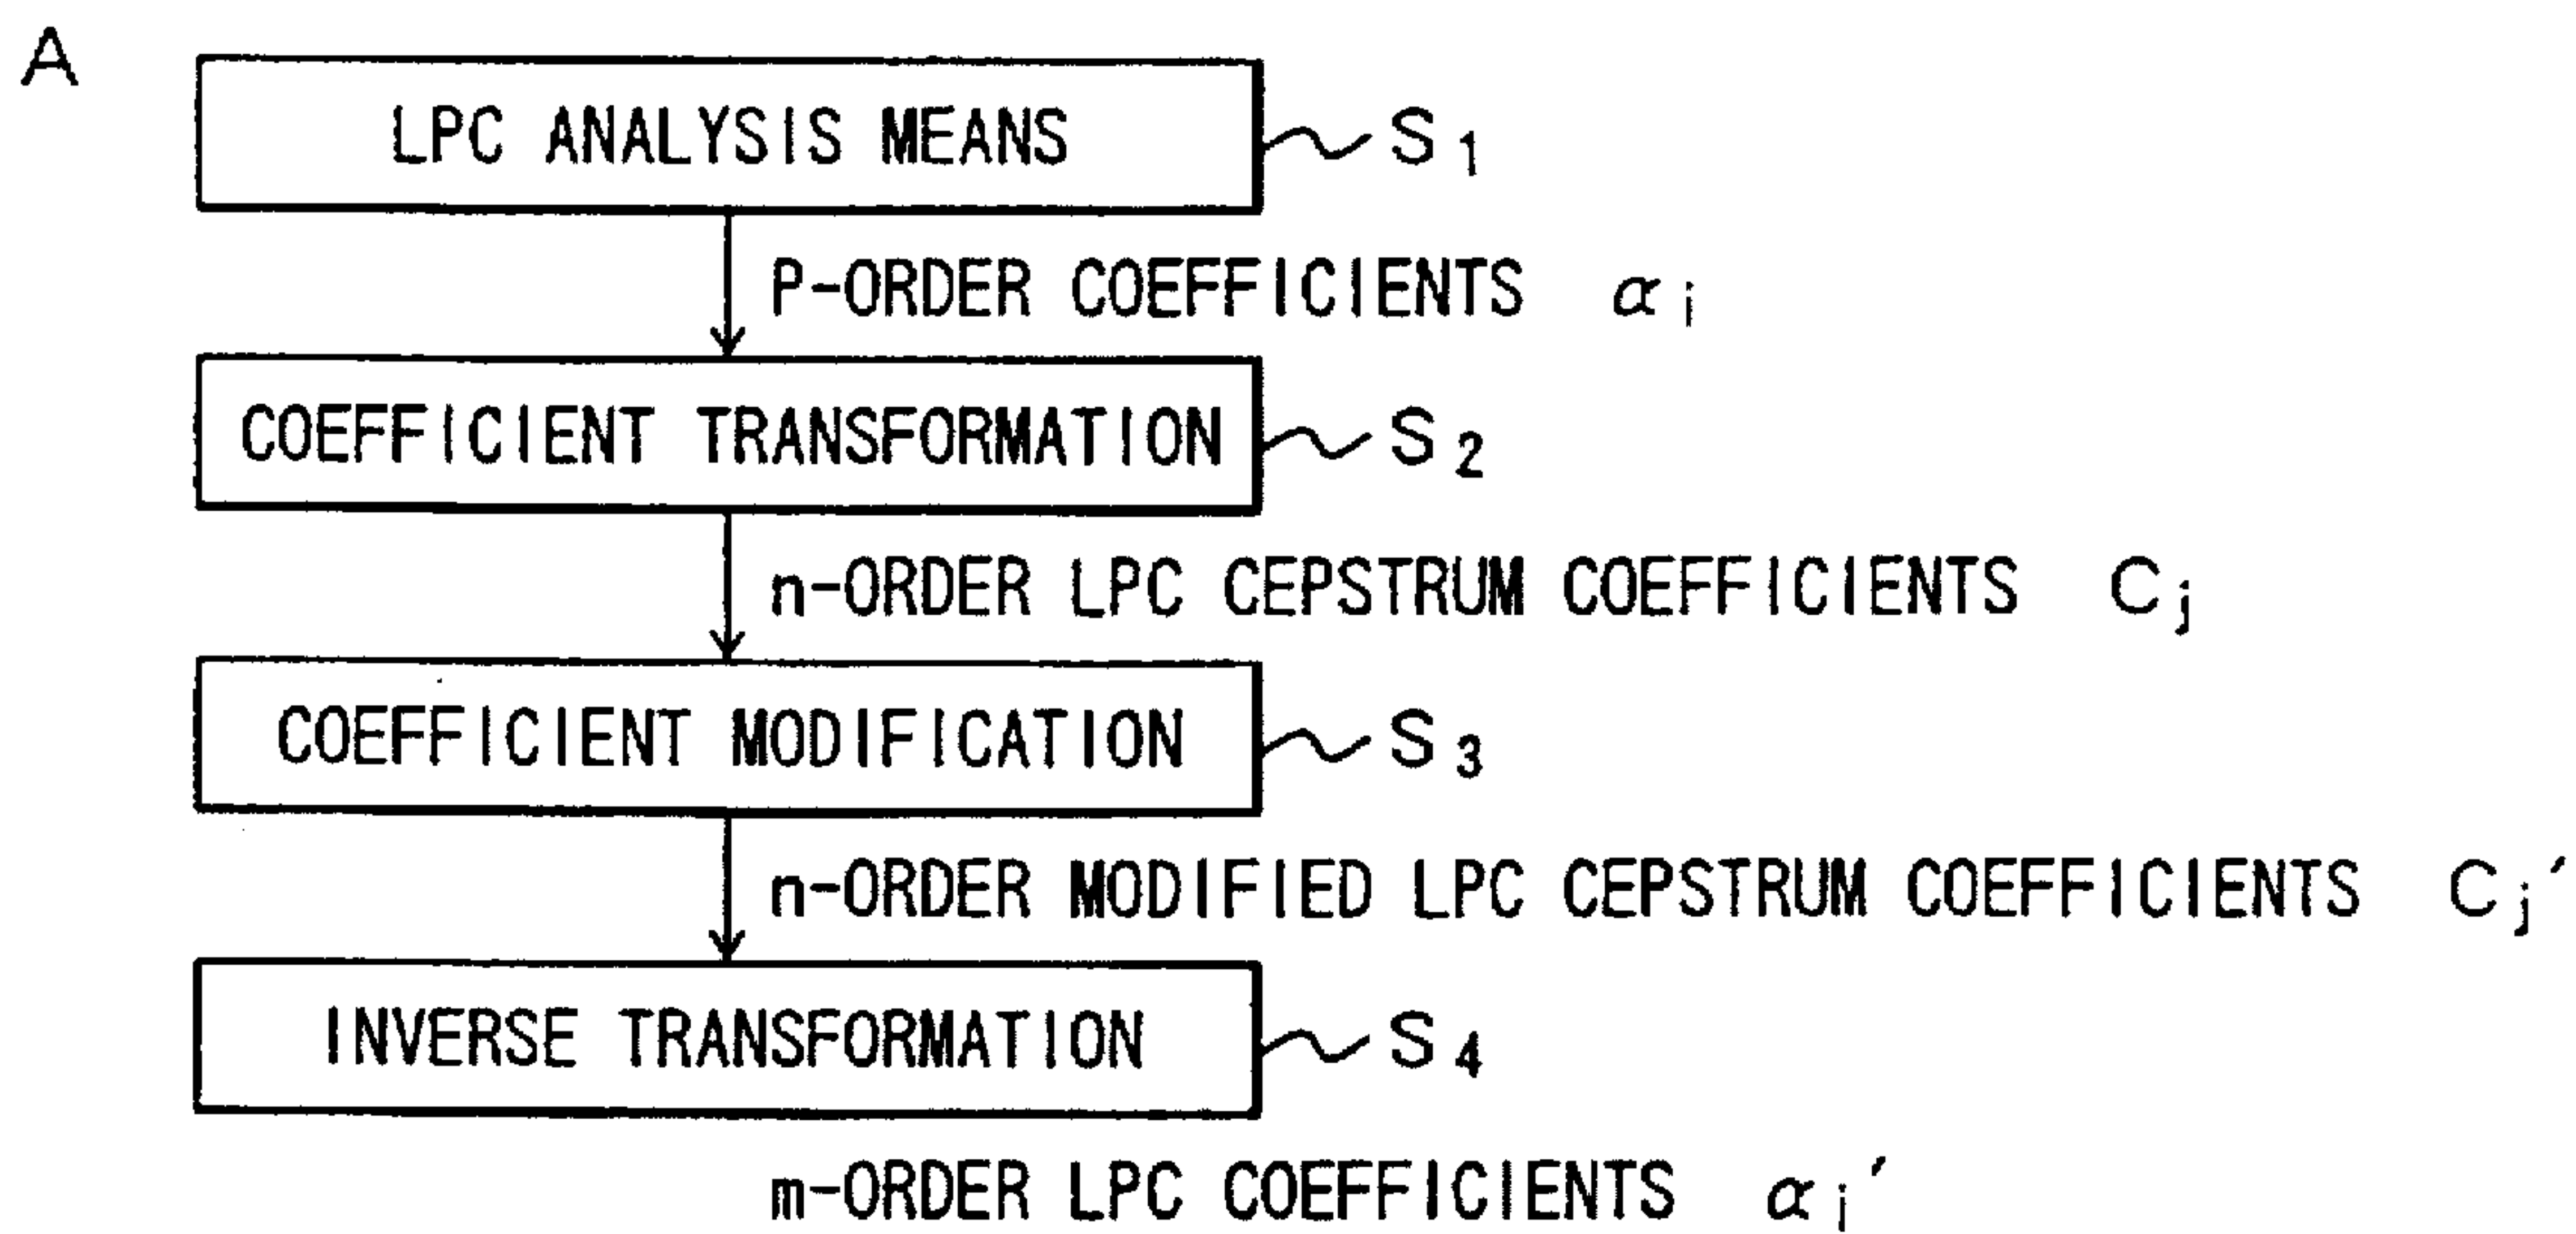 A
LPC ANALYSIS MEANS S1
P-ORDER COEFFICIENTS αi
COEFFICIENT TRANSFORMATION S2
n-ORDER LPC CEPSTRUM COEFFICIENTS Cj
COEFFICIENT MODIFICATION S3
n-ORDER MODIFIED LPC CEPSTRUM COEFFICIENTS Cj′
INVERSE TRANSFORMATION S4
m-ORDER LPC COEFFICIENTS αi′